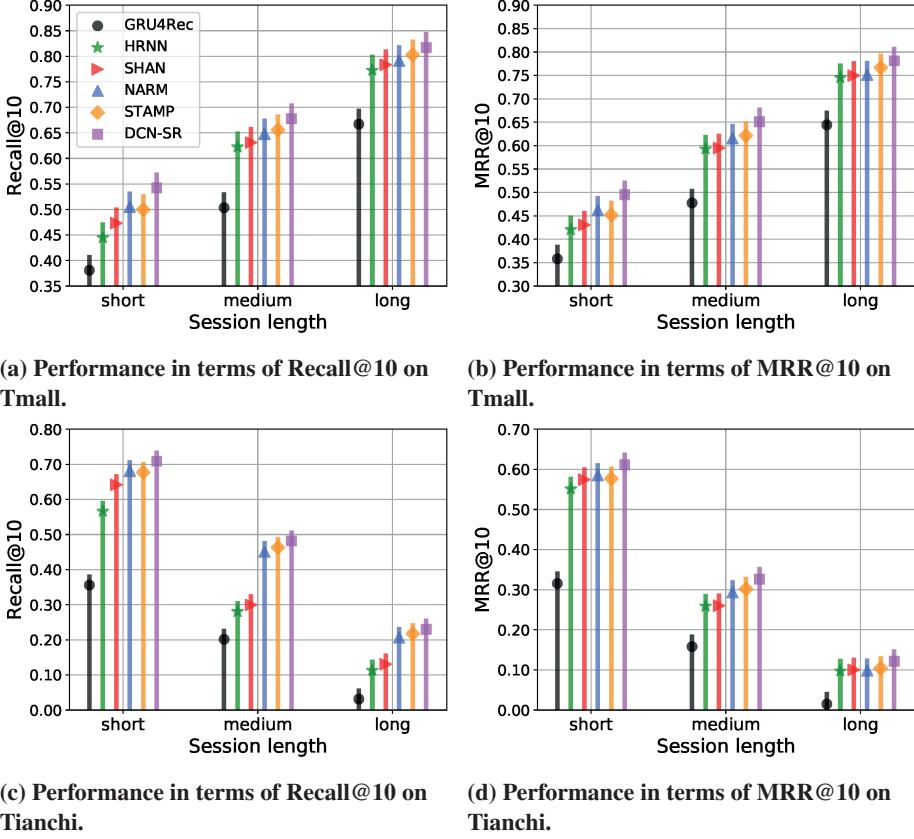 0.90
0.85
0.80
0.75
0.70
0.65
0.60
0.55
0.50
0.45
0.40
0.35
Recall@10
GRU4Rec
HRNN
SHAN
NARM
STAMP
DCN-SR
short medium long
Session length
0.90
0.85
0.80
0.75
0.70
0.65
0.60
0.55
0.50
0.45
0.40
0.35
0.30
MRR@10
short medium long
Session length
(a) Performance in terms of Recall@10 on
Tmall.
(b) Performance in terms of MRR@10 on
Tmall.
0.80
0.70
0.60
0.50
0.40
0.30
0.20
0.10
0.00
Recall@10
short medium long
Session length
0.70
0.60
0.50
0.40
0.30
0.20
0.10
0.00
MRR@10
short medium long
Session length
(c) Performance in terms of Recall@10 on
Tianchi.
(d) Performance in terms of MRR@10 on
Tianchi.